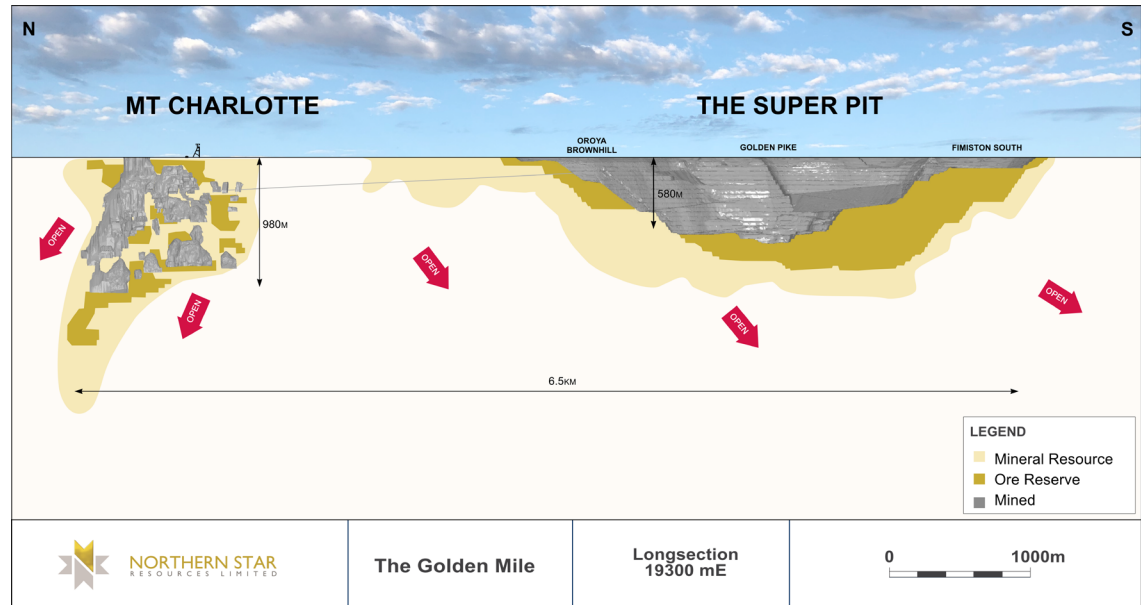 N
S
MT CHARLOTTE
THE SUPER PIT
OROYA
BROWNHILL
GOLDEN PIKE
FIMISTON SOUTH
980M
580M
OPEN
OPEN
OPEN
OPEN
OPEN
6.5KM
LEGEND
Mineral Resource
Ore Reserve
Mined
NORTHERN STAR
RESOURCES LIMITED
The Golden Mile
Longsection
19300 mE
0 1000m